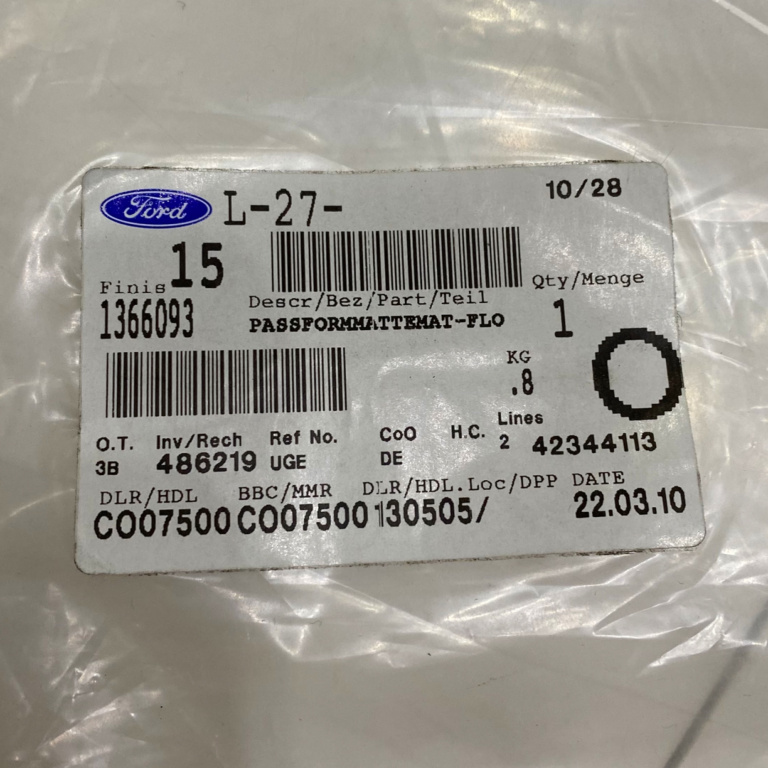 Ford L-27- 10/28
Finis 15
Descr/Bez/Part/Teil Qty/Menge
1366093 PASSFORMMATTEMAT-FLO 1
KG
.8
O.T. Inv/Rech Ref No. CoO H.C. Lines
3B 486219 UGE DE 2 42344113
DLR/HDL BBC/MMR DLR/HDL.Loc/DPP DATE
CO07500 CO07500 130505/ 22.03.10